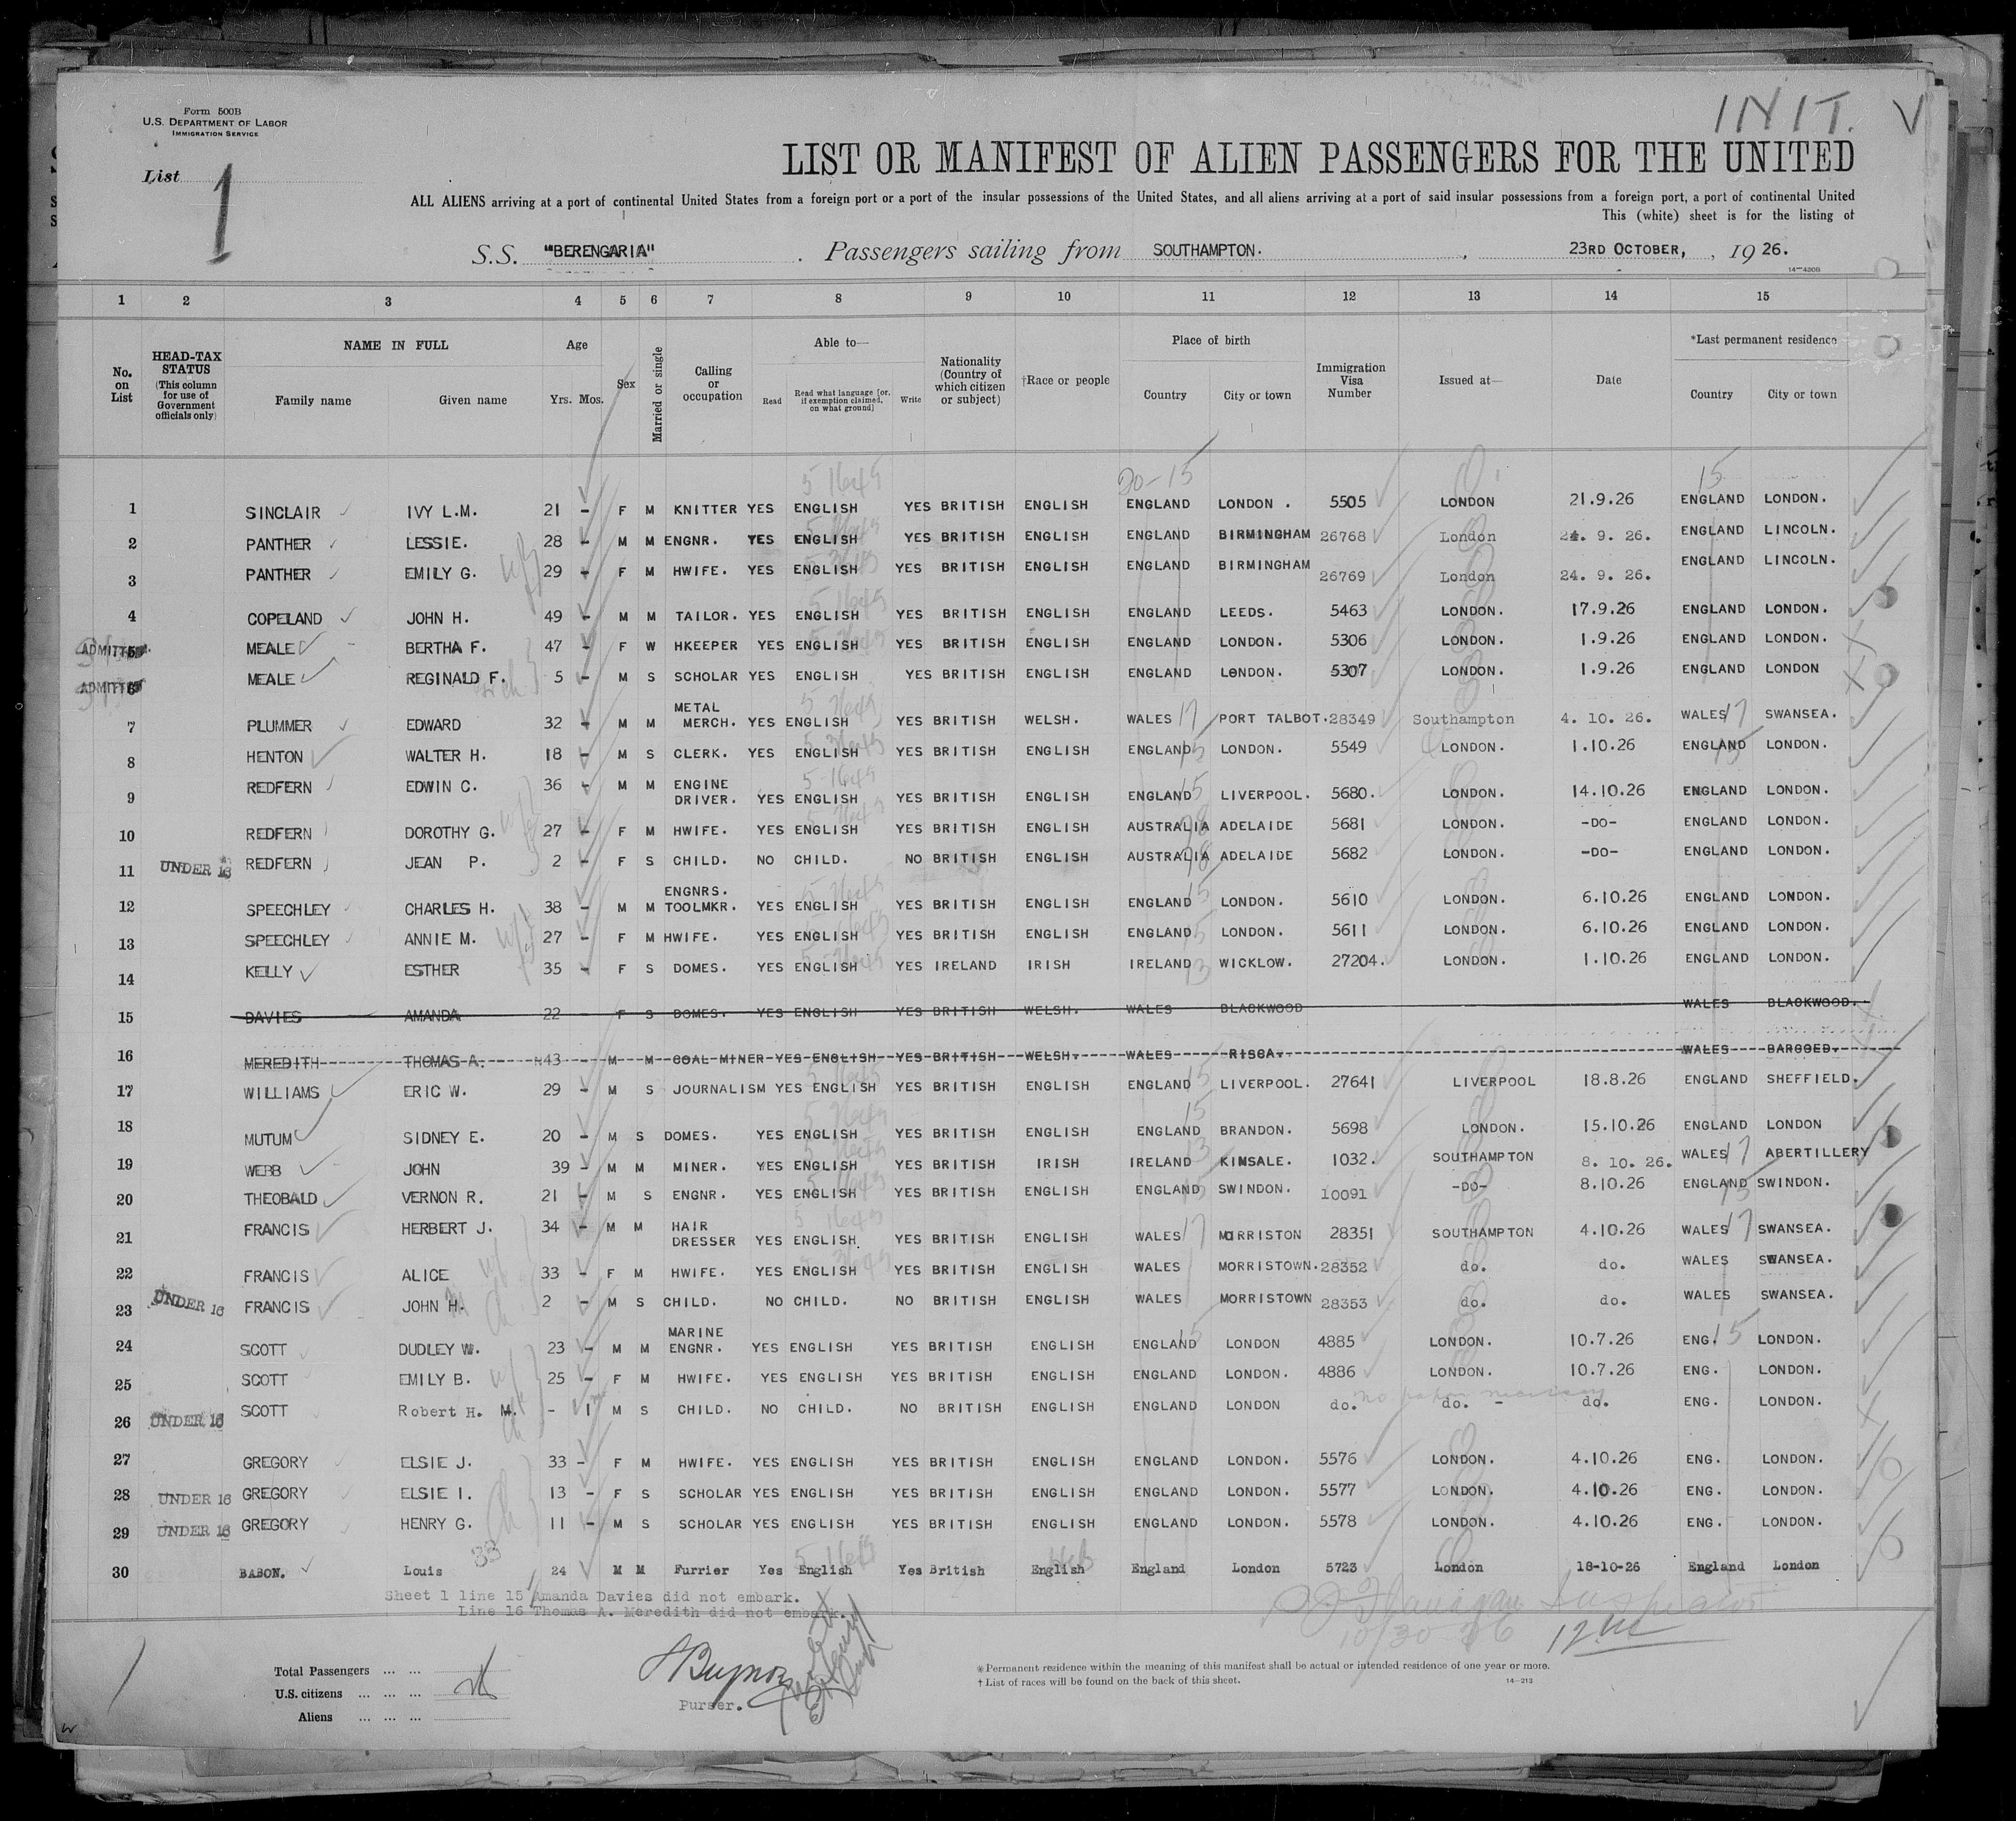 Form 500B
U.S. DEPARTMENT OF LABOR
IMMIGRATION SERVICE
INIT. V
List 1
LIST OR MANIFEST OF ALIEN PASSENGERS FOR THE UNITED
ALL ALIENS arriving at a port of continental United States from a foreign port or a port of the insular possessions of the United States, and all aliens arriving at a port of said insular possessions from a foreign port, a port of continental United
This (white) sheet is for the listing of
S.S. "BERENGARIA" Passengers sailing from SOUTHAMPTON. , 23RD OCTOBER, , 19 26.
14—430B
1 2 3 4 5 6 7 8 9 10 11 12 13 14 15
No. on List HEAD-TAX STATUS (This column for use of Government officials only) NAME IN FULL Family name Given name Age Yrs. Mos. Sex Married or single Calling or occupation Able to— Read Read what language [or, if exemption claimed, on what ground] Write Nationality (Country of which citizen or subject) †Race or people Place of birth Country City or town Immigration Visa Number Issued at— Date *Last permanent residence Country City or town
1 SINCLAIR IVY L.M. 21 - F M KNITTER YES ENGLISH YES BRITISH ENGLISH ENGLAND LONDON . 5505 LONDON 21.9.26 ENGLAND LONDON.
2 PANTHER LESSIE. 28 - M M ENGNR. YES ENGLISH YES BRITISH ENGLISH ENGLAND BIRMINGHAM 26768 London 24. 9. 26. ENGLAND LINCOLN.
3 PANTHER EMILY G. 29 - F M HWIFE. YES ENGLISH YES BRITISH ENGLISH ENGLAND BIRMINGHAM 26769 London 24. 9. 26. ENGLAND LINCOLN.
4 COPELAND JOHN H. 49 - M M TAILOR. YES ENGLISH YES BRITISH ENGLISH ENGLAND LEEDS. 5463 LONDON. 17.9.26 ENGLAND LONDON.
ADMITTED 5 MEALE BERTHA F. 47 - F W HKEEPER YES ENGLISH YES BRITISH ENGLISH ENGLAND LONDON. 5306 LONDON. 1.9.26 ENGLAND LONDON.
ADMITTED 6 MEALE REGINALD F. 5 - M S SCHOLAR YES ENGLISH YES BRITISH ENGLISH ENGLAND LONDON. 5307 LONDON. 1.9.26 ENGLAND LONDON
7 PLUMMER EDWARD 32 - M M METAL MERCH. YES ENGLISH YES BRITISH WELSH. WALES 17 PORT TALBOT. 28349 Southampton 4. 10. 26. WALES 17 SWANSEA.
8 HENTON WALTER H. 18 - M S CLERK. YES ENGLISH YES BRITISH ENGLISH ENGLAND 15 LONDON. 5549 LONDON. 1.10.26 ENGLAND 15 LONDON.
9 REDFERN EDWIN C. 36 - M M ENGINE DRIVER. YES ENGLISH YES BRITISH ENGLISH ENGLAND 15 LIVERPOOL. 5680. LONDON. 14.10.26 ENGLAND LONDON.
10 REDFERN DOROTHY G. 27 - F M HWIFE. YES ENGLISH YES BRITISH ENGLISH AUSTRALIA ADELAIDE 5681 LONDON. -DO- ENGLAND LONDON.
11 UNDER 16 REDFERN JEAN P. 2 - F S CHILD. NO CHILD. NO BRITISH ENGLISH AUSTRALIA ADELAIDE 5682 LONDON. -DO- ENGLAND LONDON.
12 SPEECHLEY CHARLES H. 38 - M M ENGNRS. TOOLMKR. YES ENGLISH YES BRITISH ENGLISH ENGLAND 15 LONDON. 5610 LONDON. 6.10.26 ENGLAND LONDON.
13 SPEECHLEY ANNIE M. 27 - F M HWIFE. YES ENGLISH YES BRITISH ENGLISH ENGLAND 15 LONDON. 5611 LONDON. 6.10.26 ENGLAND LONDON.
14 KELLY ESTHER 35 - F S DOMES. YES ENGLISH YES IRELAND IRISH IRELAND 13 WICKLOW. 27204. LONDON. 1.10.26 ENGLAND LONDON.
15 DAVIES AMANDA 22 - F S DOMES. YES ENGLISH YES BRITISH WELSH. WALES BLACKWOOD WALES BLACKWOOD.
16 MEREDITH THOMAS A. 43 - M M COAL MINER YES ENGLISH YES BRITISH WELSH. WALES RISCA. WALES BARGOED.
17 WILLIAMS ERIC W. 29 - M S JOURNALISM YES ENGLISH YES BRITISH ENGLISH ENGLAND 15 LIVERPOOL. 27641 LIVERPOOL 18.8.26 ENGLAND SHEFFIELD.
18 MUTUM SIDNEY E. 20 - M S DOMES. YES ENGLISH YES BRITISH ENGLISH ENGLAND 15 BRANDON. 5698 LONDON. 15.10.26 ENGLAND LONDON
19 WEBB JOHN 39 - M M MINER. YES ENGLISH YES BRITISH IRISH IRELAND 13 KINSALE. 1032. SOUTHAMPTON 8. 10. 26. WALES 17 ABERTILLERY
20 THEOBALD VERNON R. 21 - M S ENGNR. YES ENGLISH YES BRITISH ENGLISH ENGLAND 15 SWINDON. 10091 -DO- 8.10.26 ENGLAND 15 SWINDON.
21 FRANCIS HERBERT J. 34 - M M HAIR DRESSER YES ENGLISH. YES BRITISH ENGLISH WALES 17 MORRISTON 28351 SOUTHAMPTON 4.10.26 WALES 17 SWANSEA.
22 FRANCIS ALICE 33 - F M HWIFE. YES ENGLISH YES BRITISH ENGLISH WALES MORRISTOWN. 28352 do. do. WALES SWANSEA.
23 UNDER 16 FRANCIS JOHN H. 2 - M S CHILD. NO CHILD. NO BRITISH ENGLISH WALES MORRISTOWN 28353 do. do. WALES SWANSEA.
24 SCOTT DUDLEY W. 23 - M M MARINE ENGNR. YES ENGLISH YES BRITISH ENGLISH ENGLAND 15 LONDON 4885 LONDON. 10.7.26 ENG. 15 LONDON.
25 SCOTT EMILY B. 25 - F M HWIFE. YES ENGLISH YES BRITISH ENGLISH ENGLAND LONDON 4886 LONDON. 10.7.26 ENG. LONDON.
26 UNDER 16 SCOTT Robert H. M. - 1 M S CHILD. NO CHILD. NO BRITISH ENGLISH ENGLAND LONDON do. do. - do. ENG. LONDON.
27 GREGORY ELSIE J. 33 - F M HWIFE. YES ENGLISH YES BRITISH ENGLISH ENGLAND LONDON. 5576 LONDON. 4.10.26 ENG. LONDON.
28 UNDER 16 GREGORY ELSIE I. 13 - F S SCHOLAR YES ENGLISH YES BRITISH ENGLISH ENGLAND LONDON. 5577 LONDON. 4.10.26 ENG. LONDON.
29 UNDER 16 GREGORY HENRY G. 11 - M S SCHOLAR YES ENGLISH YES BRITISH ENGLISH ENGLAND LONDON. 5578 LONDON. 4.10.26 ENG. LONDON.
30 BABON. Louis 24 M M Furrier Yes English Yes British English England London 5723 London 18-10-26 England London
Sheet 1 line 15 Amanda Davies did not embark.
Line 16 Thomas A. Meredith did not embark.
Flanagan Inspector
10/30 26
Total Passengers ... ...
U.S. citizens ... ... ...
Aliens ... ... ...
Purser.
* Permanent residence within the meaning of this manifest shall be actual or intended residence of one year or more.
† List of races will be found on the back of this sheet.
14—213